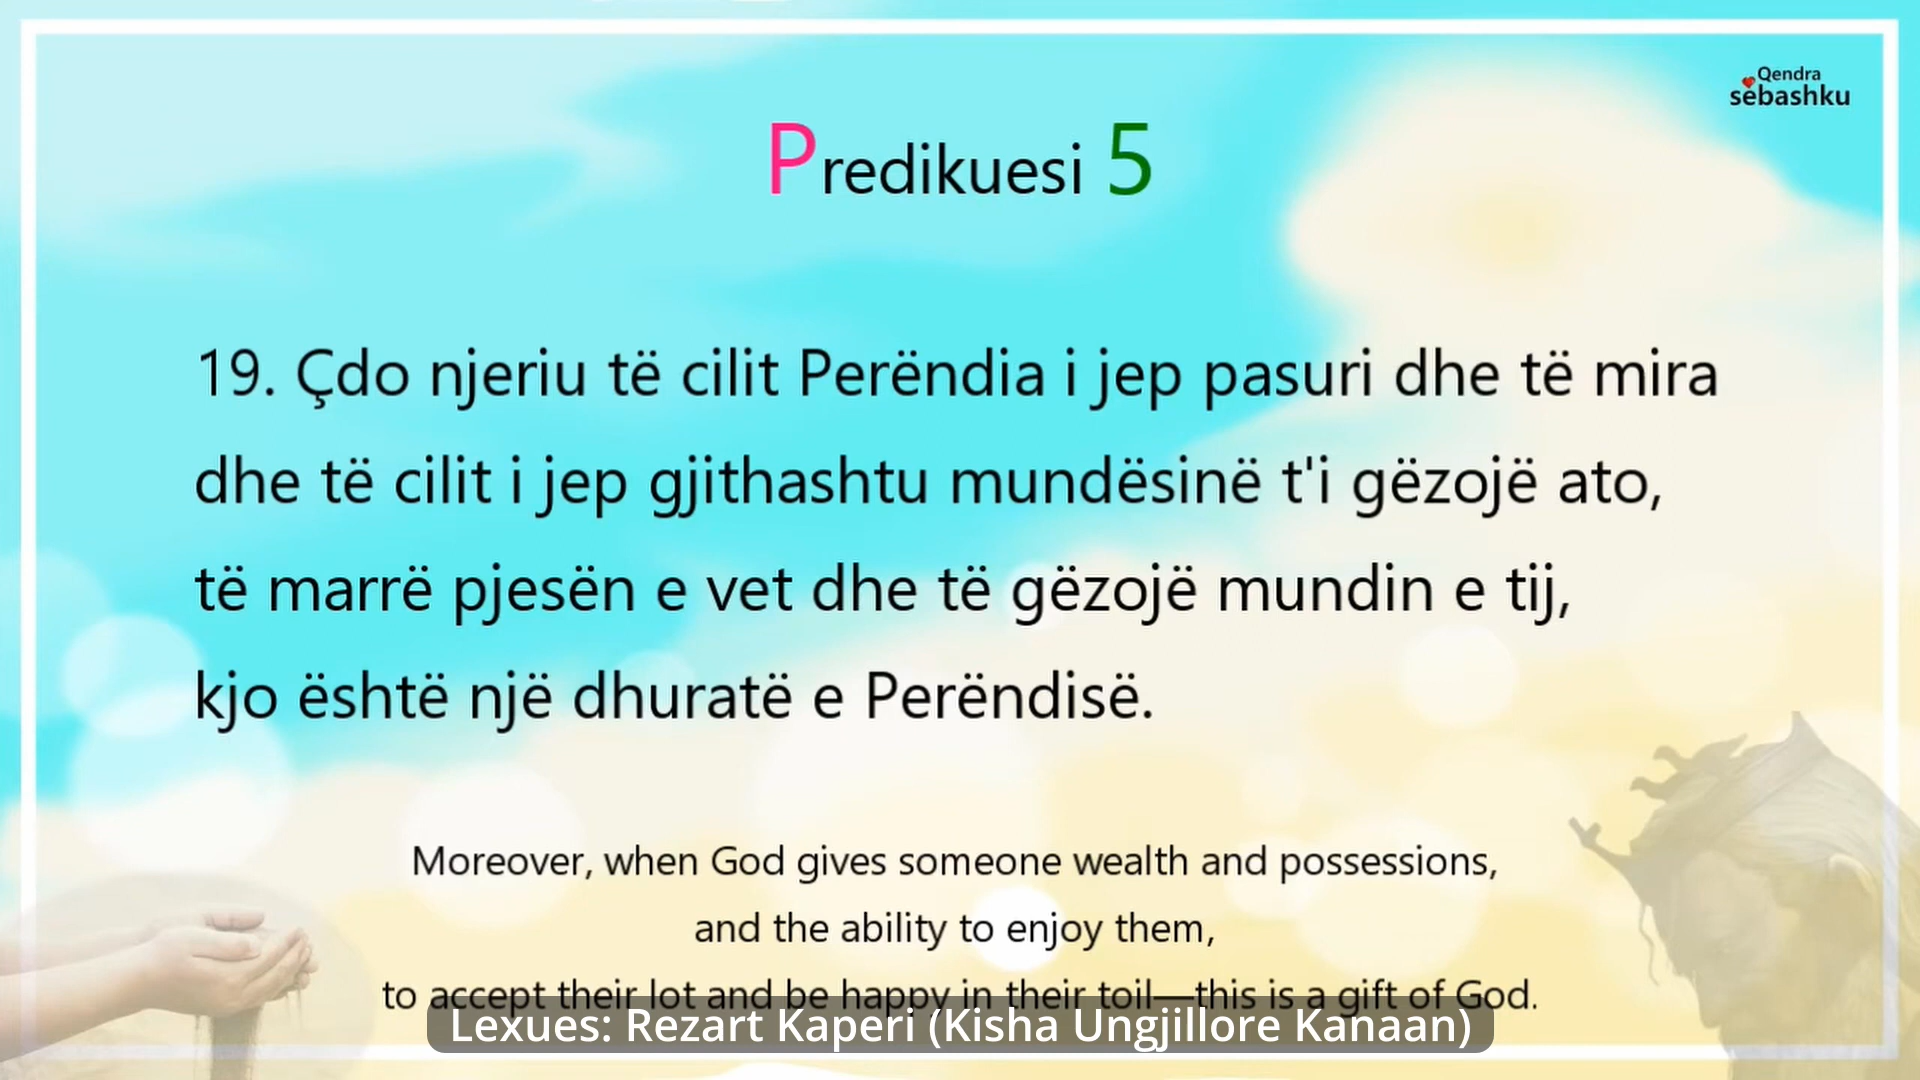 Qendra
sebashku
Predikuesi 5
19. Çdo njeriu të cilit Perëndia i jep pasuri dhe të mira
dhe të cilit i jep gjithashtu mundësinë t'i gëzojë ato,
të marrë pjesën e vet dhe të gëzojë mundin e tij,
kjo është një dhuratë e Perëndisë.
Moreover, when God gives someone wealth and possessions,
and the ability to enjoy them,
to accept their lot and be happy in their toil—this is a gift of God.
Lexues: Rezart Kaperi (Kisha Ungjillore Kanaan)